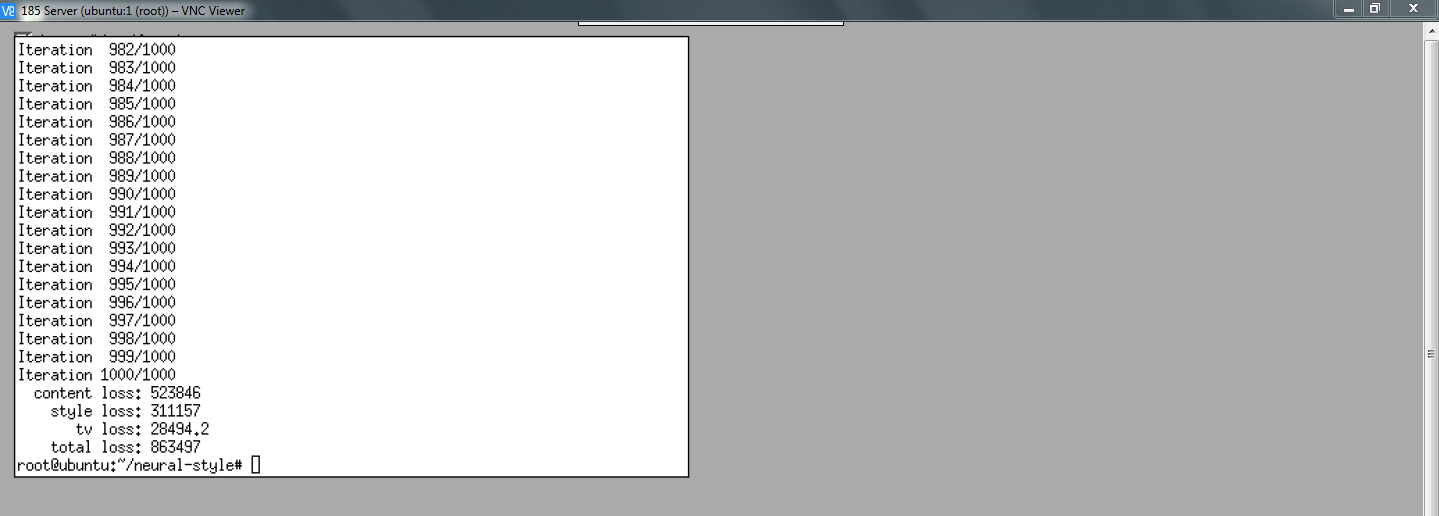 185 Server (ubuntu:1 (root)) – VNC Viewer
Iteration  982/1000
Iteration  983/1000
Iteration  984/1000
Iteration  985/1000
Iteration  986/1000
Iteration  987/1000
Iteration  988/1000
Iteration  989/1000
Iteration  990/1000
Iteration  991/1000
Iteration  992/1000
Iteration  993/1000
Iteration  994/1000
Iteration  995/1000
Iteration  996/1000
Iteration  997/1000
Iteration  998/1000
Iteration  999/1000
Iteration 1000/1000
content loss: 523846
style loss: 311157
tv loss: 28494.2
total loss: 863497
root@ubuntu:~/neural-style#